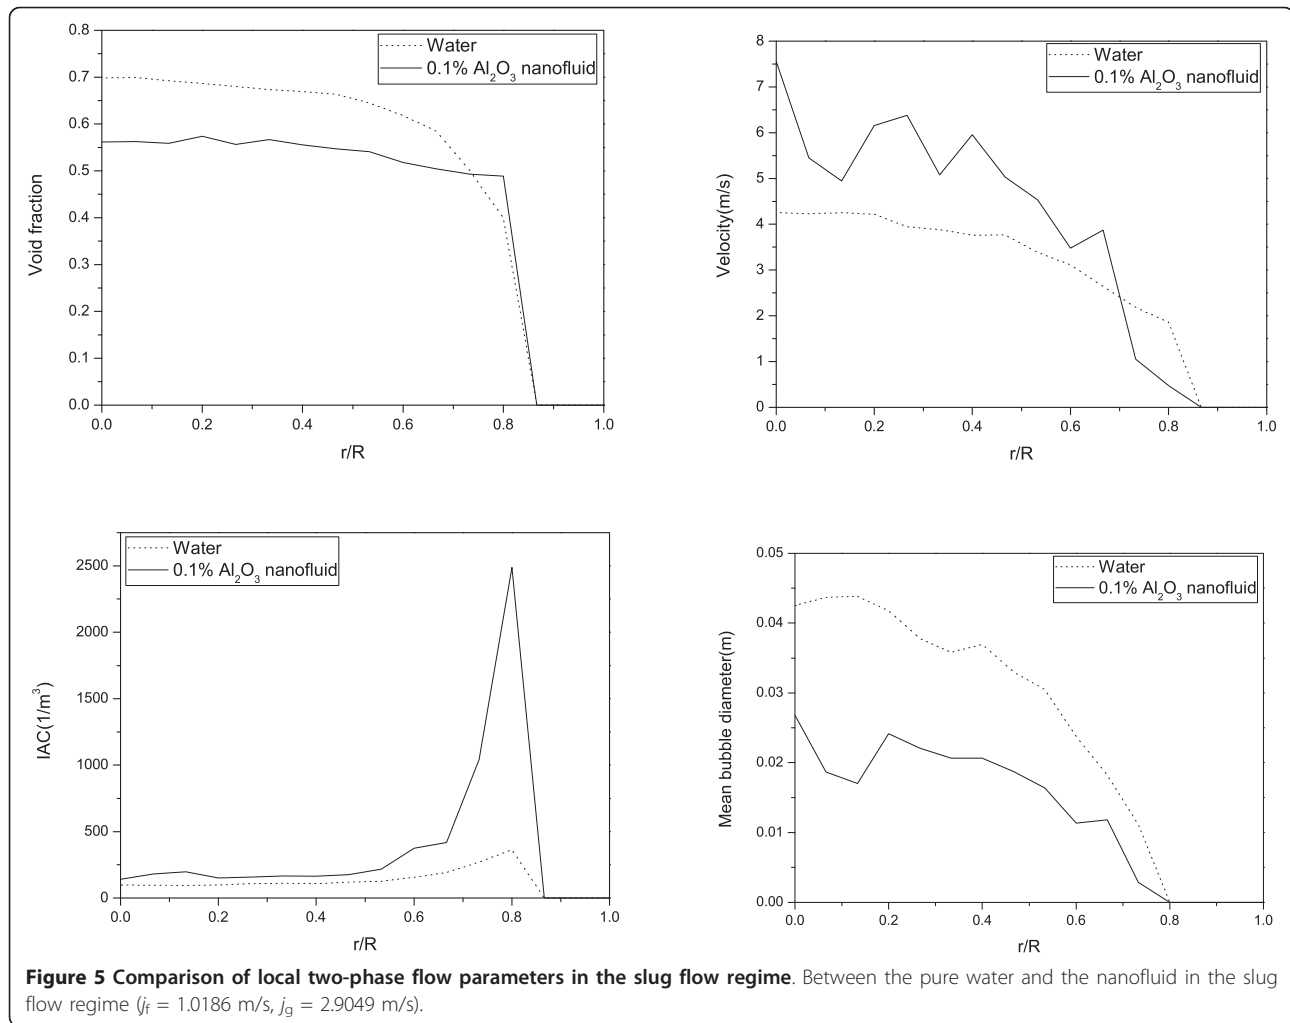 Water
0.1% Al2O3 nanofluid
Void fraction
0.8
0.7
0.6
0.5
0.4
0.3
0.2
0.1
0.0
0.0 0.2 0.4 0.6 0.8 1.0
r/R
Water
0.1% Al2O3 nanofluid
Velocity(m/s)
8
7
6
5
4
3
2
1
0
0.0 0.2 0.4 0.6 0.8 1.0
r/R
Water
0.1% Al2O3 nanofluid
IAC(1/m3)
2500
2000
1500
1000
500
0
0.0 0.2 0.4 0.6 0.8 1.0
r/R
Water
0.1% Al2O3 nanofluid
Mean bubble diameter(m)
0.05
0.04
0.03
0.02
0.01
0.00
0.0 0.2 0.4 0.6 0.8 1.0
r/R
Figure 5 Comparison of local two-phase flow parameters in the slug flow regime. Between the pure water and the nanofluid in the slug
flow regime (jf = 1.0186 m/s, jg = 2.9049 m/s).